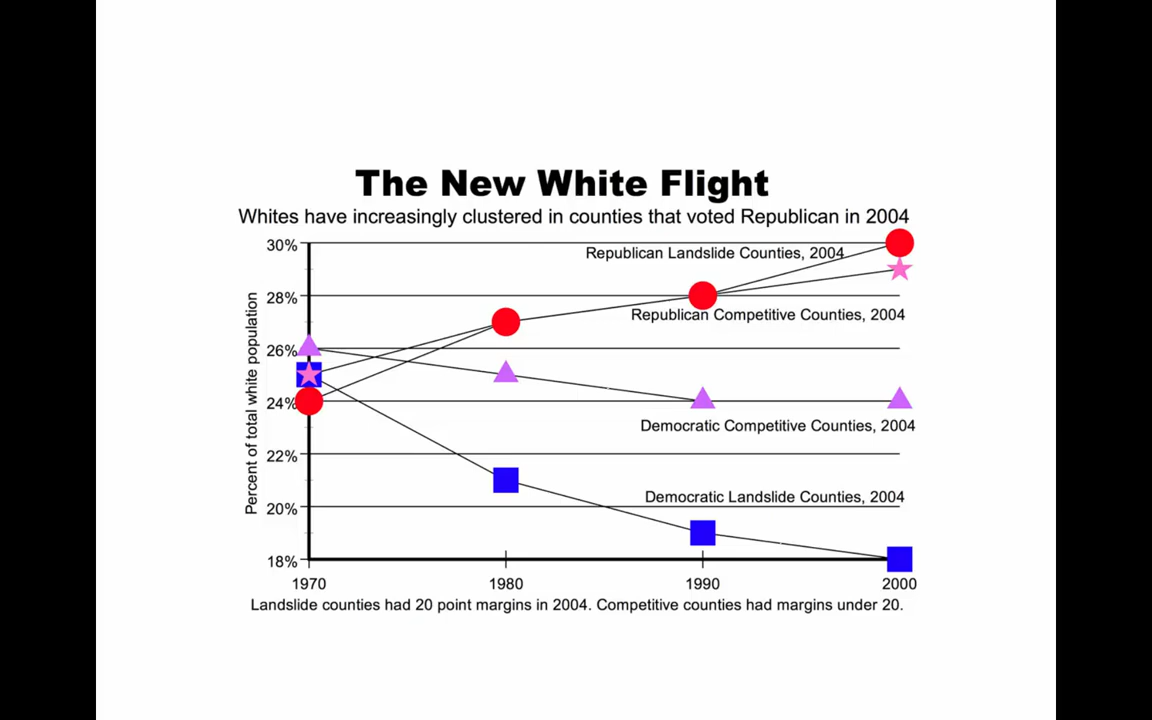 The New White Flight
Whites have increasingly clustered in counties that voted Republican in 2004
30%
Republican Landslide Counties, 2004
28%
Republican Competitive Counties, 2004
26%
24%
Democratic Competitive Counties, 2004
22%
Democratic Landslide Counties, 2004
20%
18%
Percent of total white population
1970 1980 1990 2000
Landslide counties had 20 point margins in 2004. Competitive counties had margins under 20.